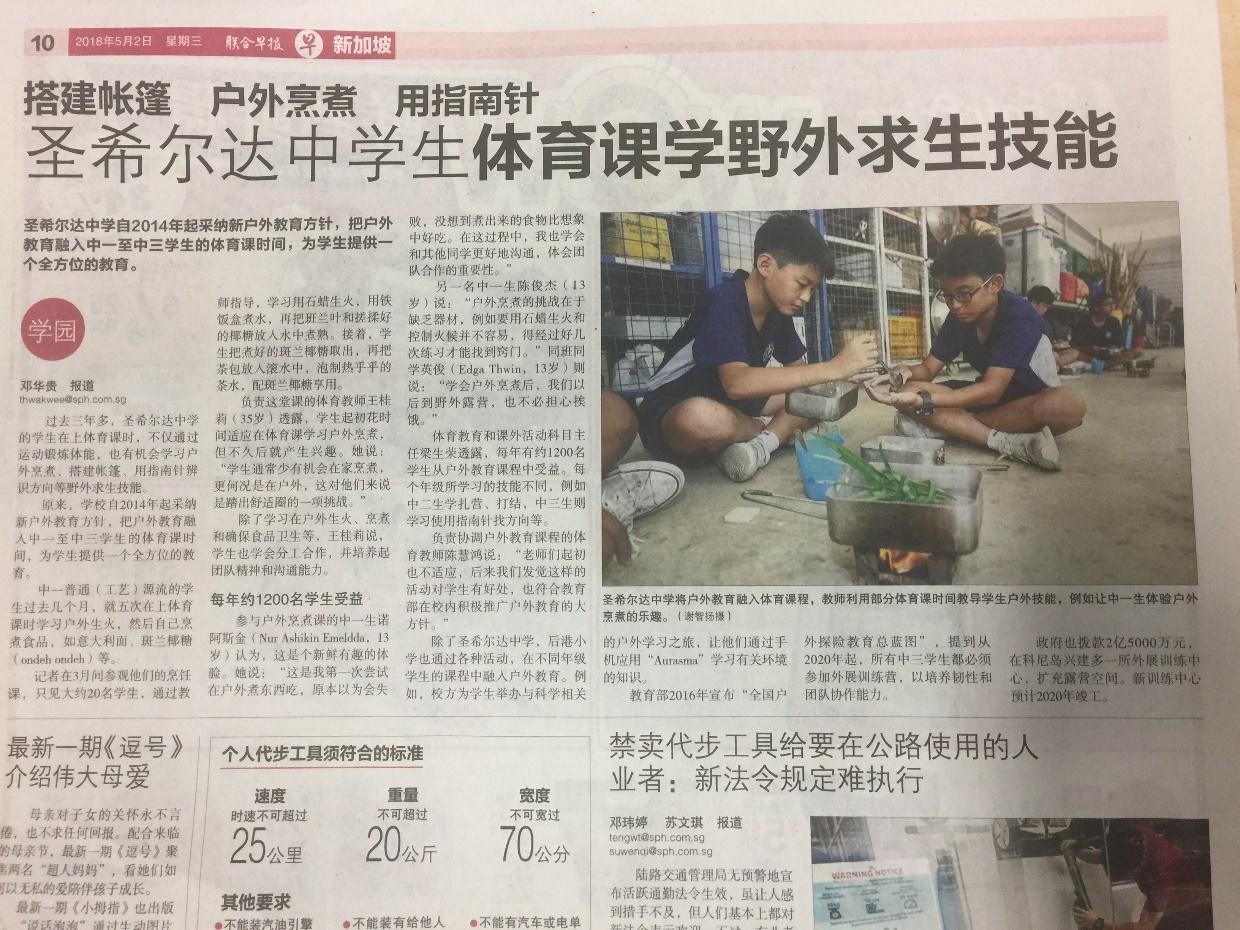 10 2018年5月2日 星期三 联合早报 早 新加坡
搭建帐篷 户外烹煮 用指南针
圣希尔达中学生体育课学野外求生技能
圣希尔达中学自2014年起采纳新户外教育方针，把户外
教育融入中一至中三学生的体育课时间，为学生提供一
个全方位的教育。
学园
邓华贵 报道
thwakwee@sph.com.sg
过去三年多，圣希尔达中学
的学生在上体育课时，不仅通过
运动锻炼体能，也有机会学习户
外烹煮、搭建帐篷、用指南针辨
识方向等野外求生技能。
原来，学校自2014年起采纳
新户外教育方针，把户外教育融
入中一至中三学生的体育课时
间，为学生提供一个全方位的教
育。
中一普通（工艺）源流的学
生过去几个月，就五次在上体育
课时学习户外生火，然后自己烹
煮食品，如意大利面、斑兰椰糖
（ondeh ondeh）等。
记者在3月间参观他们的烹饪
课，只见大约20名学生，通过教
师指导，学习用石蜡生火，用铁
饭盒煮水，再把班兰叶和搓揉好
的椰糖放入水中煮熟。接着，学
生把煮好的斑兰椰糖取出，再把
茶包放入滚水中，泡制热乎乎的
茶水，配斑兰椰糖享用。
负责这堂课的体育教师王桂
莉（35岁）透露，学生起初花时
间适应在体育课学习户外烹煮，
但不久后就产生兴趣。她说：
“学生通常少有机会在家烹煮，
更何况是在户外，这对他们来说
是踏出舒适圈的一项挑战。”
除了学习在户外生火、烹煮
和确保食品卫生等，王桂莉说，
学生也学会分工合作，并培养起
团队精神和沟通能力。
每年约1200名学生受益
参与户外烹煮课的中一生诺
阿斯金（Nur Ashikin Emeldda，13
岁）认为，这是个新鲜有趣的体
验。她说：“这是我第一次尝试
在户外煮东西吃，原本以为会失
败，没想到煮出来的食物比想象
中好吃。在这过程中，我也学会
和其他同学更好地沟通，体会团
队合作的重要性。”
另一名中一生陈俊杰（13
岁）说：“户外烹煮的挑战在于
缺乏器材，例如要用石蜡生火和
控制火候并不容易，得经过好几
次练习才能找到窍门。”同班同
学英俊（Edga Thwin，13岁）则
说：“学会户外烹煮后，我们以
后到野外露营，也不必担心挨
饿。”
体育教育和课外活动科目主
任梁生荣透露，每年有约1200名
学生从户外教育课程中受益。每
个年级所学习的技能不同，例如
中二生学扎营、打结，中三生则
学习使用指南针找方向等。
负责协调户外教育课程的体
育教师陈慧鸿说：“老师们起初
也不适应，后来我们发觉这样的
活动对学生有好处，也符合教育
部在校内积极推广户外教育的大
方针。”
除了圣希尔达中学，后港小
学也通过各种活动，在不同年级
学生的课程中融入户外教育。例
如，校方为学生举办与科学相关
圣希尔达中学将户外教育融入体育课程，教师利用部分体育课时间教导学生户外技能，例如让中一生体验户外
烹煮的乐趣。（谢智扬摄）
的户外学习之旅，让他们通过手
机应用“Aurasma”学习有关环境
的知识。
教育部2016年宣布“全国户
外探险教育总蓝图”，提到从
2020年起，所有中三学生都必须
参加外展训练营，以培养韧性和
团队协作能力。
政府也拨款2亿5000万元，
在科尼岛兴建多一所外展训练中
心，扩充露营空间。新训练中心
预计2020年竣工。
最新一期《逗号》
介绍伟大母爱
母亲对子女的关怀永不言
倦，也不求任何回报。配合来临
的母亲节，最新一期《逗号》聚
焦两名“超人妈妈”，看她们如
何以无私的爱陪伴孩子成长。
最新一期《小拇指》也出版
“说话泡泡”通过生动图片
个人代步工具须符合的标准
速度 重量 宽度
时速不可超过 不可超过 不可宽过
25公里 20公斤 70公分
其他要求
●不能装汽油引擎 ●不能装有给他人 ●不能有汽车或电单
禁卖代步工具给要在公路使用的人
业者：新法令规定难执行
邓玮婷 苏文琪 报道
tengwt@sph.com.sg
suwenqi@sph.com.sg
陆路交通管理局无预警地宣
布活跃通勤法令生效，虽让人感
到措手不及，但人们基本上都对
WARNING NOTICE